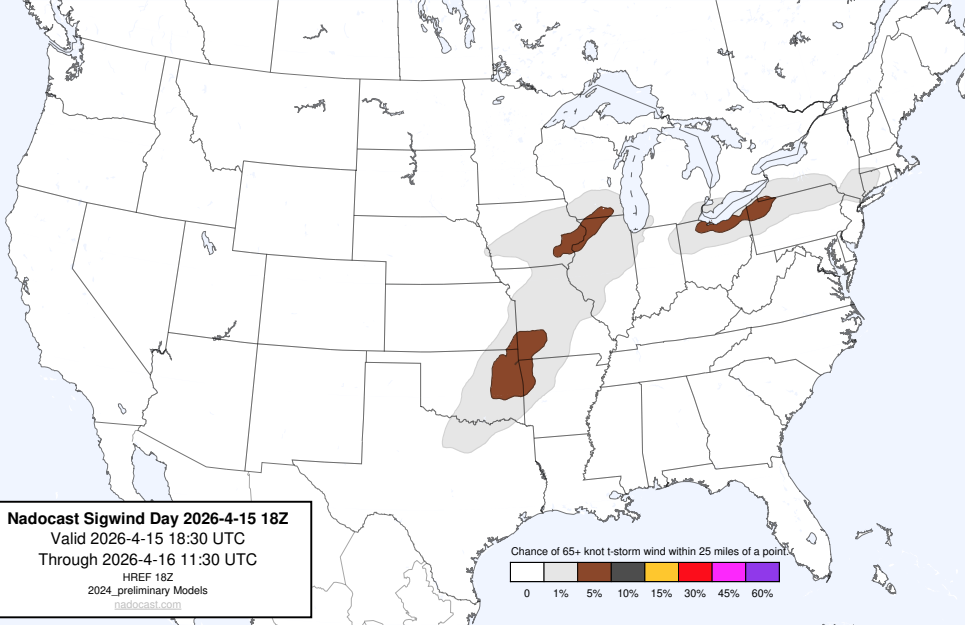 Nadocast Sigwind Day 2026-4-15 18Z
Valid 2026-4-15 18:30 UTC
Through 2026-4-16 11:30 UTC
HREF 18Z
2024_preliminary Models
nadocast.com
Chance of 65+ knot t-storm wind within 25 miles of a point.
0 1% 5% 10% 15% 30% 45% 60%